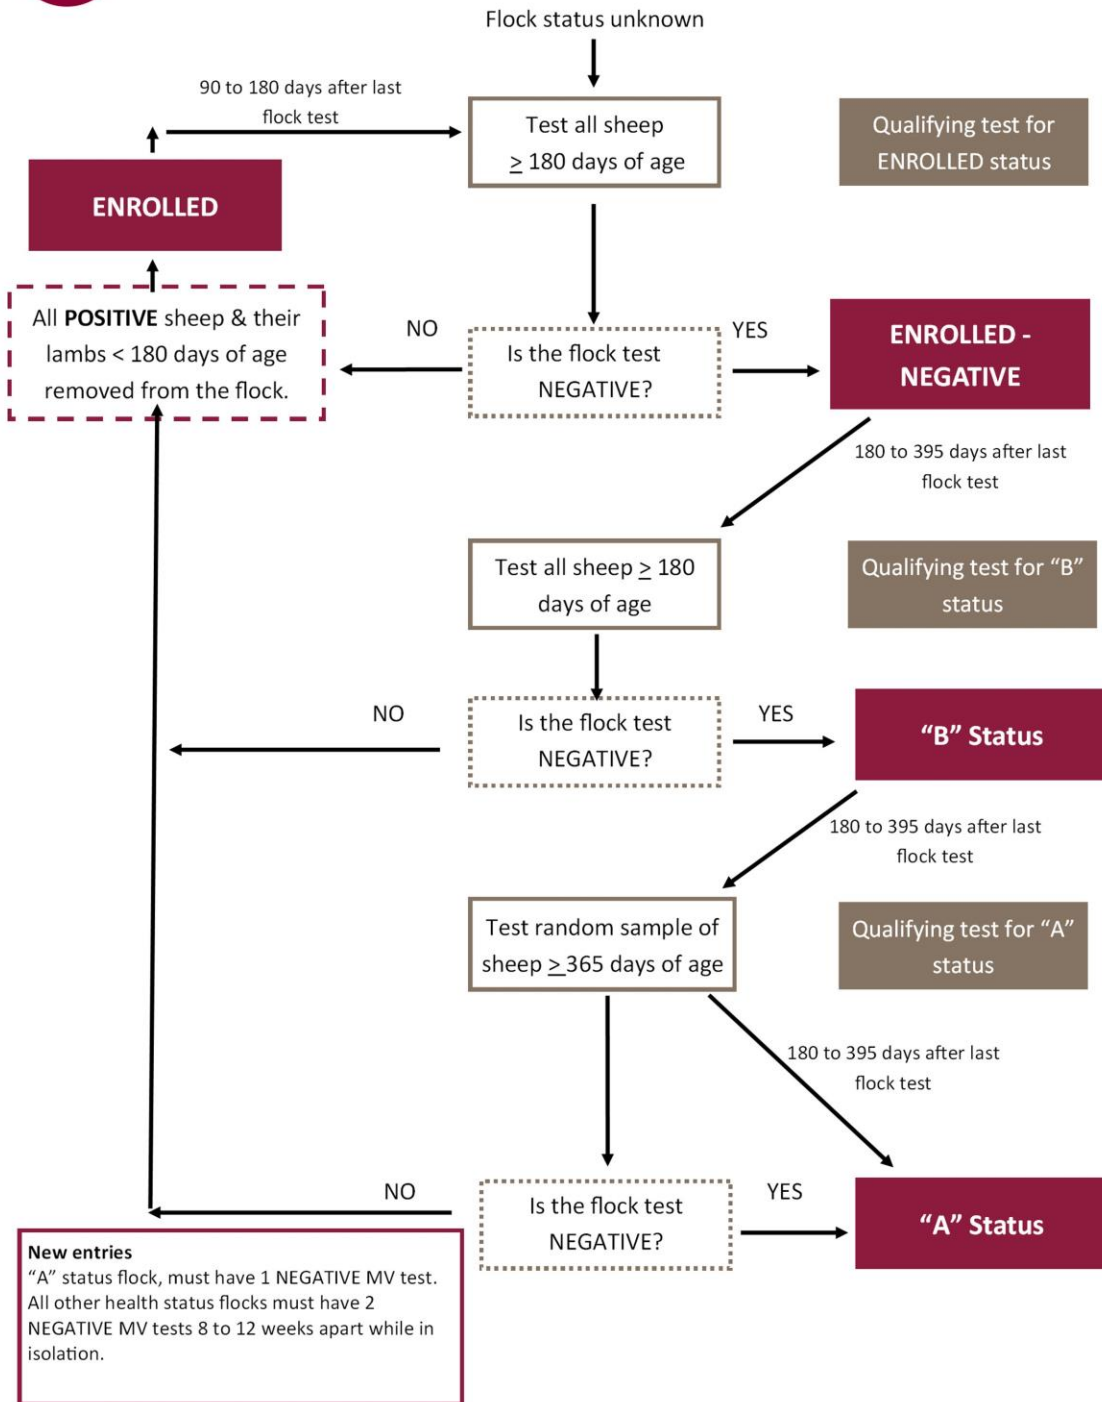 Flock status unknown
90 to 180 days after last
flock test
Test all sheep
≥ 180 days of age
Qualifying test for
ENROLLED status
ENROLLED
All POSITIVE sheep & their
lambs < 180 days of age
removed from the flock.
NO
Is the flock test
NEGATIVE?
YES
ENROLLED -
NEGATIVE
180 to 395 days after last
flock test
Test all sheep ≥ 180
days of age
Qualifying test for “B”
status
NO
Is the flock test
NEGATIVE?
YES
“B” Status
180 to 395 days after last
flock test
Test random sample of
sheep ≥ 365 days of age
Qualifying test for “A”
status
180 to 395 days after last
flock test
NO
Is the flock test
NEGATIVE?
YES
“A” Status
New entries
“A” status flock, must have 1 NEGATIVE MV test.
All other health status flocks must have 2
NEGATIVE MV tests 8 to 12 weeks apart while in
isolation.